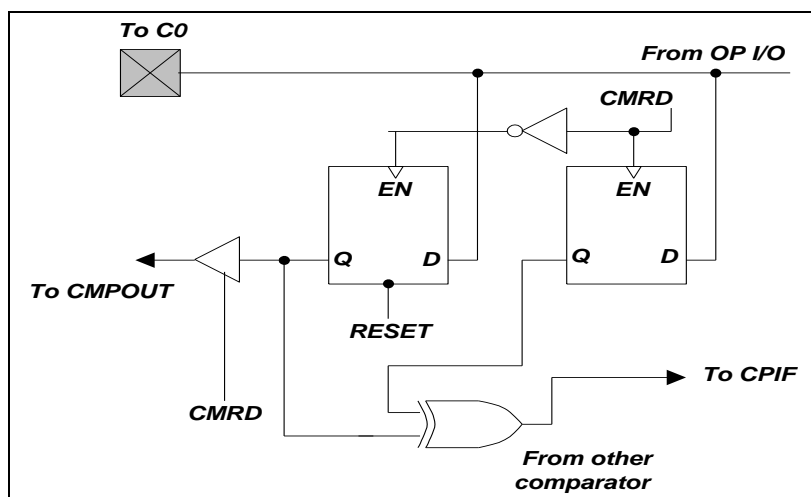 To C0
From OP I/O
CMRD
EN
EN
Q
D
Q
D
To CMPOUT
RESET
To CPIF
CMRD
From other
comparator